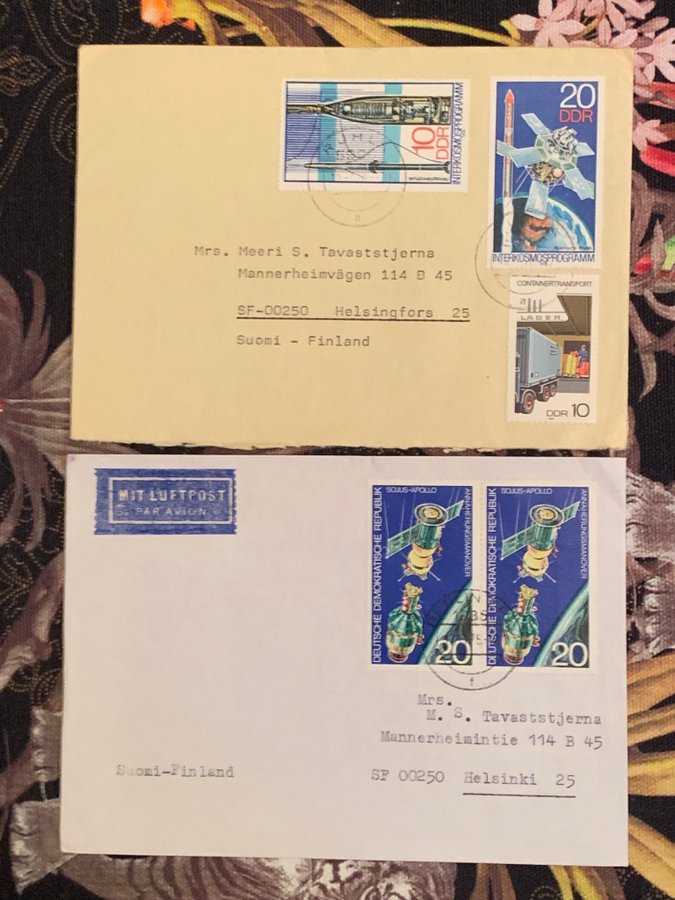 10
DDR
INTERKOSMOSPROGRAMM
20
DDR
INTERKOSMOSPROGRAMM
Mrs. Meeri S. Tavaststjerna
Mannerheimvägen 114 B 45
SF-00250 Helsingfors 25
Suomi - Finland
CONTAINERTRANSPORT
LAGER
DDR 10
MIT LUFTPOST
PAR AVION
DEUTSCHE DEMOKRATISCHE REPUBLIK
SOJUS-APOLLO
ANNÄHERUNGSMANÖVER
20
DEUTSCHE DEMOKRATISCHE REPUBLIK
SOJUS-APOLLO
ANNÄHERUNGSMANÖVER
20
Mrs.
M. S. Tavaststjerna
Mannerheimintie 114 B 45
Suomi-Finland
SF 00250 Helsinki 25